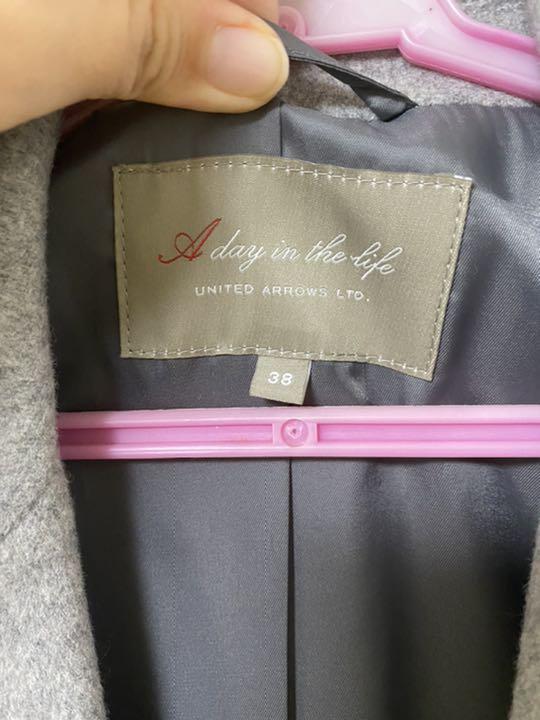 A day in the life
UNITED ARROWS LTD.
38